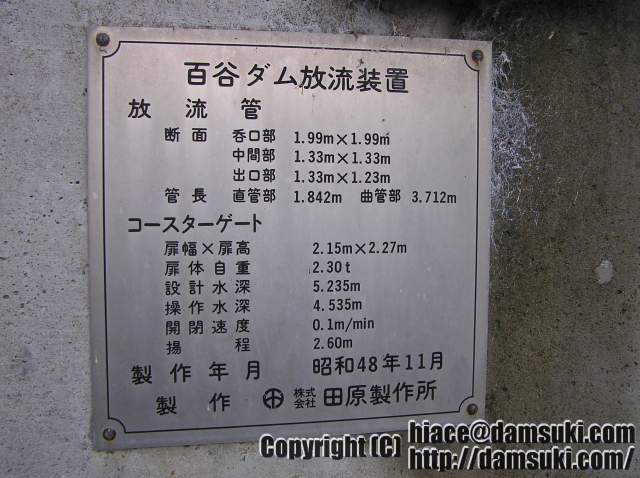 百谷ダム放流装置
放流管
断面 呑口部 1.99m×1.99m
中間部 1.33m×1.33m
出口部 1.33m×1.23m
管長 直管部 1.842m 曲管部 3.712m
コースターゲート
扉幅×扉高 2.15m×2.27m
扉体自重 2.30t
設計水深 5.235m
操作水深 4.535m
開閉速度 0.1m/min
揚程 2.60m
製作年月 昭和48年11月
製作 株式会社 田原製作所
Copyright (C) hiace@damsuki.com
http://damsuki.com/